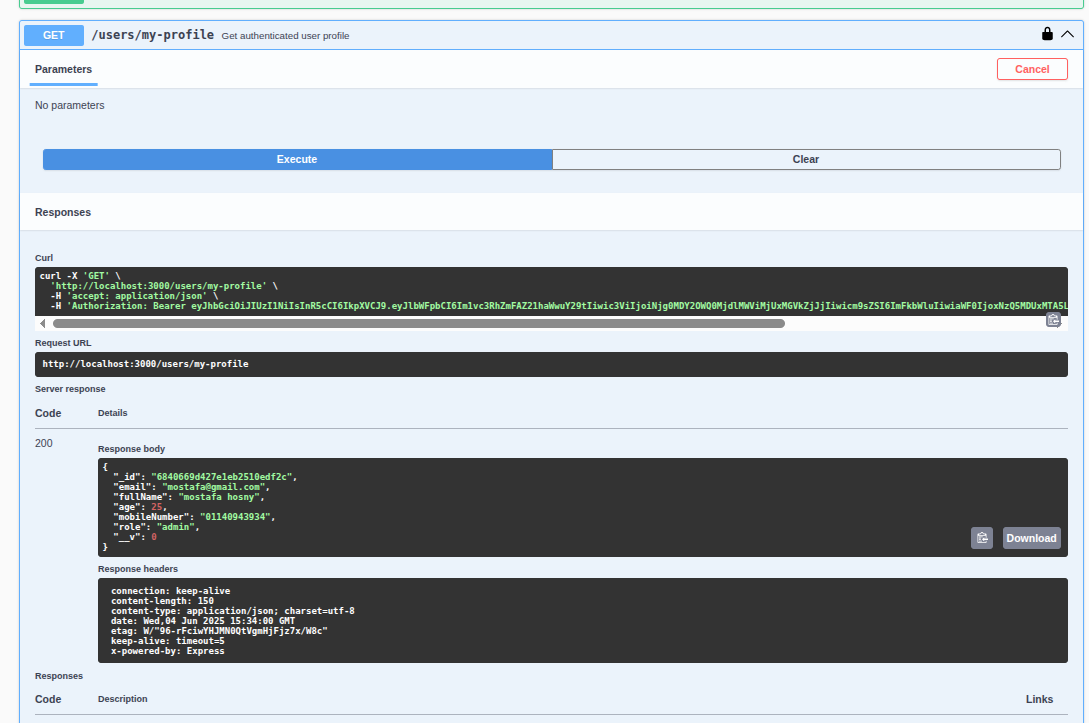 GET /users/my-profile Get authenticated user profile
Parameters
Cancel
No parameters
Execute
Clear
Responses
Curl
curl -X 'GET' \
'http://localhost:3000/users/my-profile' \
-H 'accept: application/json' \
-H 'Authorization: Bearer
Request URL
http://localhost:3000/users/my-profile
Server response
Code Details
200
Response body
{
"_id": "6840669d427e1eb2510edf2c",
"email": "mostafa@gmail.com",
"fullName": "mostafa hosny",
"age": 25,
"mobileNumber": "01140943934",
"role": "admin",
"__v": 0
}
Download
Response headers
connection: keep-alive
content-length: 150
content-type: application/json; charset=utf-8
date: Wed,04 Jun 2025 15:34:00 GMT
etag: W/"96-rFciwYHJMN0QtVgmHjFjz7x/W8c"
keep-alive: timeout=5
x-powered-by: Express
Responses
Code Description Links